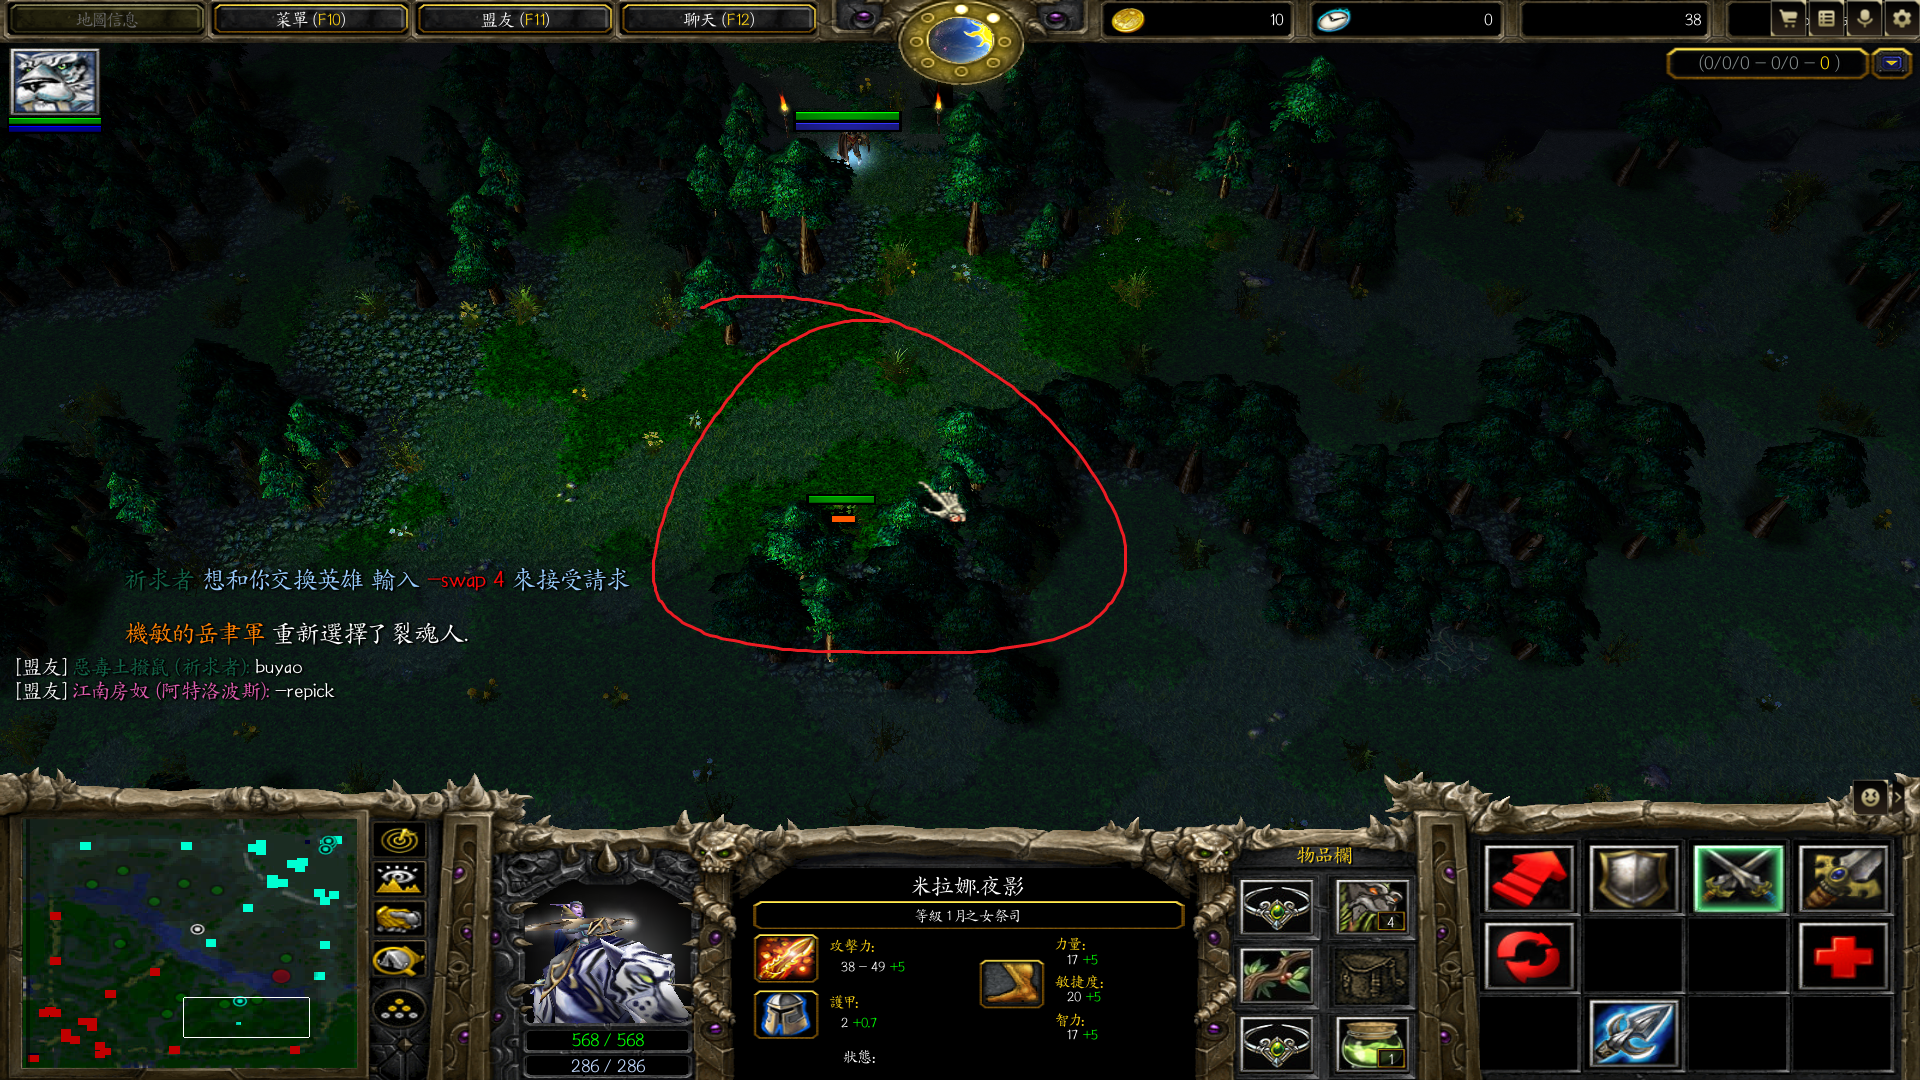 地圖信息
菜單 (F10)
盟友 (F11)
聊天 (F12)
10
0
38
(0/0/0 - 0/0 - 0 )
祈求者 想和你交換英雄 輸入 -swap 4 來接受請求
機敏的岳聿軍 重新選擇了裂魂人.
[盟友] 惡毒土撥鼠 (祈求者): buyao
[盟友] 江南房奴 (阿特洛波斯): -repick
米拉娜.夜影
等級 1 月之女祭司
攻擊力:
38 - 49 +5
護甲:
2 +0.7
狀態:
力量:
17 +5
敏捷度:
20 +5
智力:
17 +5
568 / 568
286 / 286
物品欄
4
1